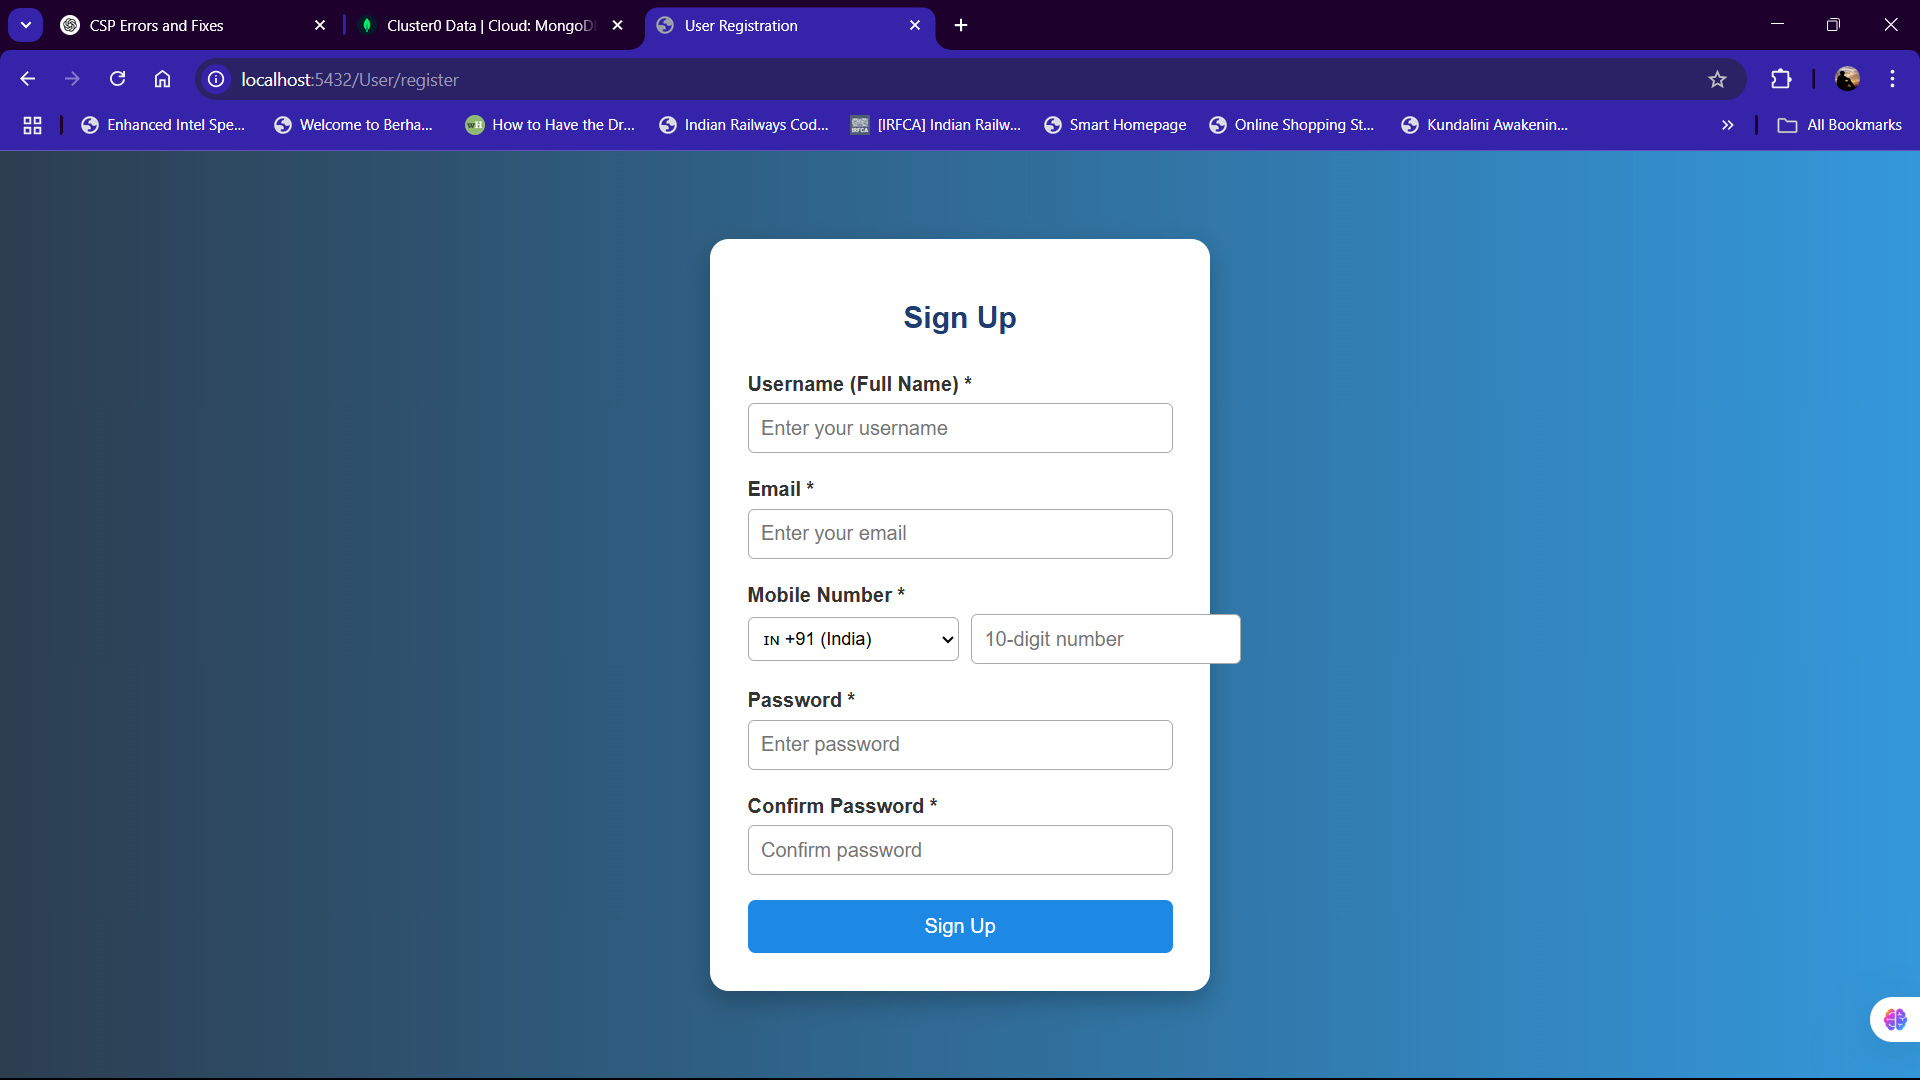 CSP Errors and Fixes
Cluster0 Data | Cloud: MongoD
User Registration
localhost:5432/User/register
Enhanced Intel Spe...
Welcome to Berha...
How to Have the Dr...
Indian Railways Cod...
[IRFCA] Indian Railw...
Smart Homepage
Online Shopping St...
Kundalini Awakenin...
All Bookmarks
Sign Up
Username (Full Name) *
Enter your username
Email *
Enter your email
Mobile Number *
IN +91 (India)
10-digit number
Password *
Enter password
Confirm Password *
Confirm password
Sign Up